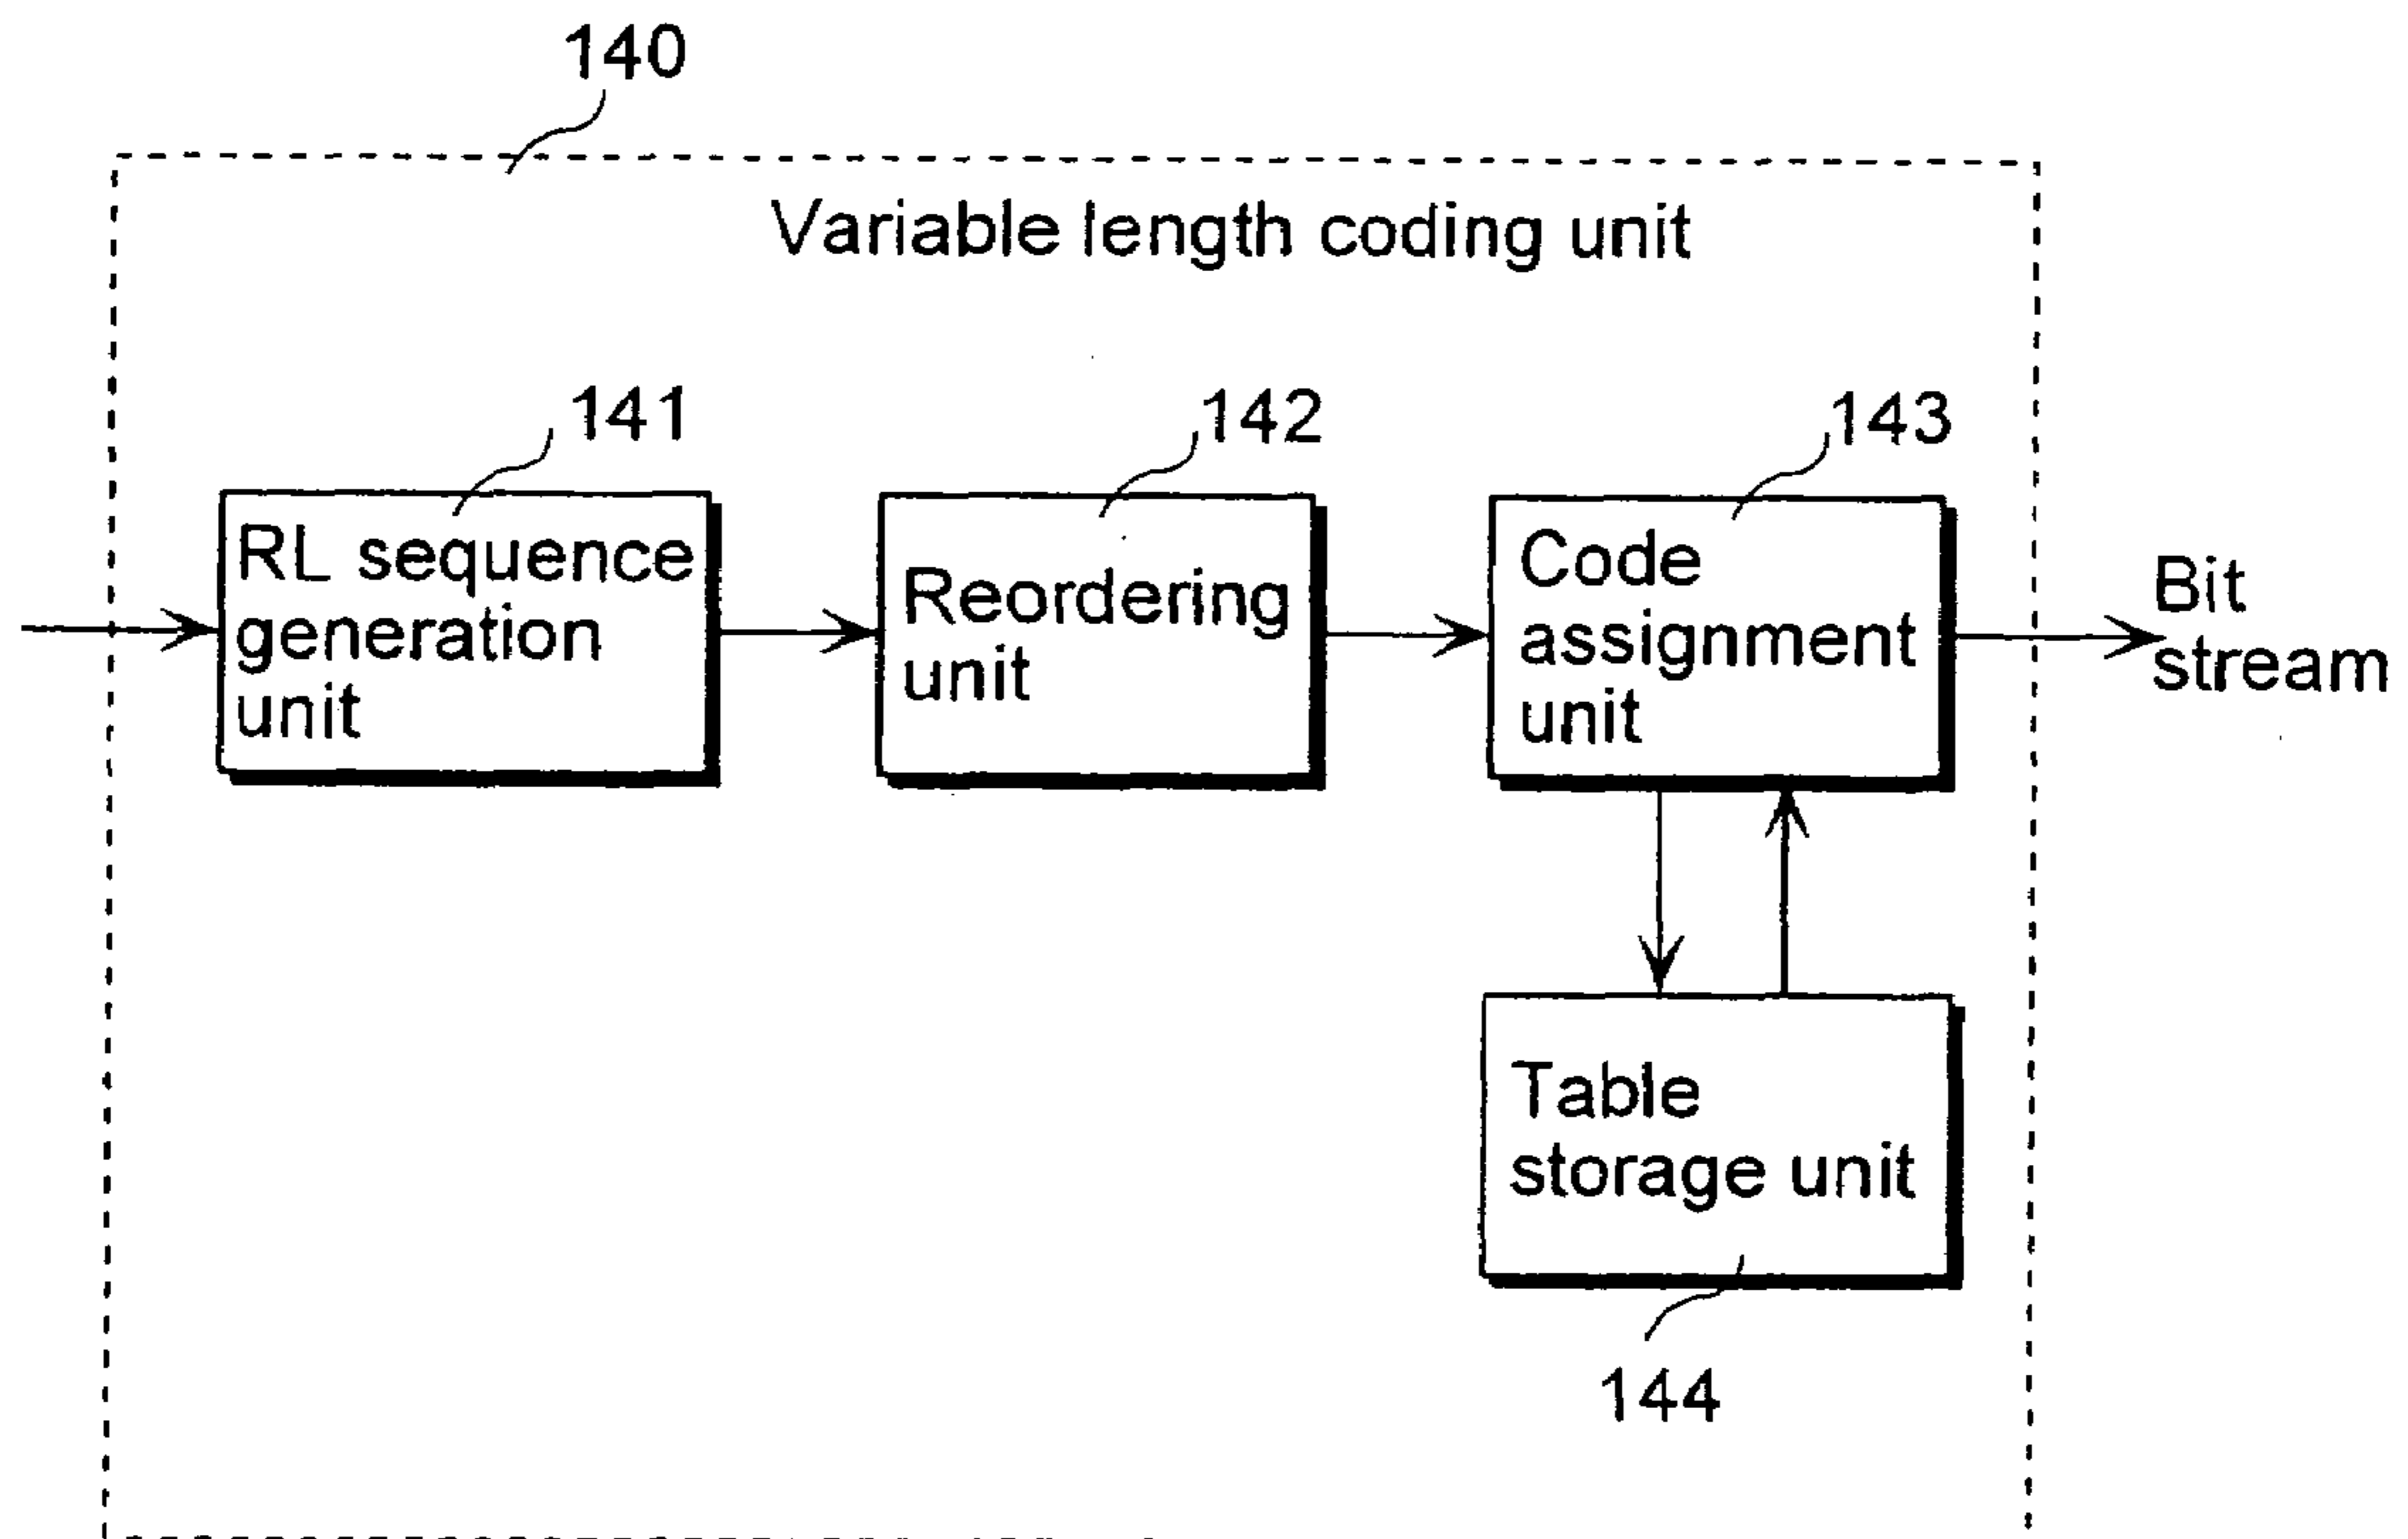 140
Variable length coding unit
141
142
143
RL sequence
generation
unit
Reordering
unit
Code
assignment
unit
Bit
stream
Table
storage unit
144